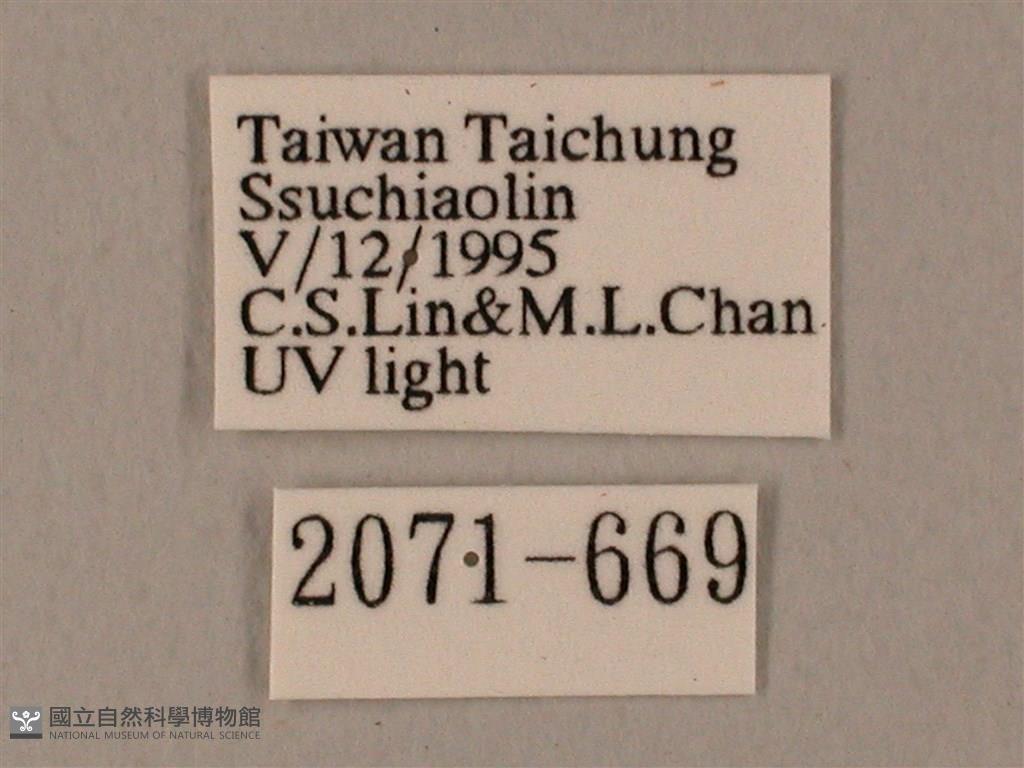 Taiwan Taichung
Ssuchiaolin
V/12/1995
C.S.Lin&M.L.Chan
UV light
2071-669
國立自然科學博物館
NATIONAL MUSEUM OF NATURAL SCIENCE